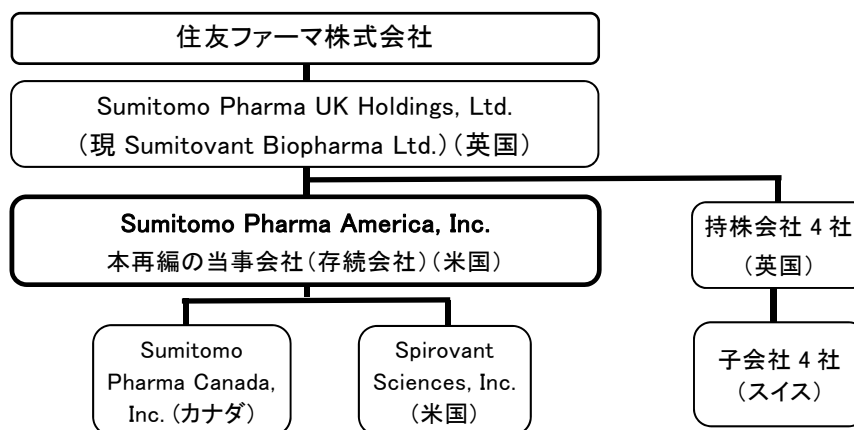 住友ファーマ株式会社
Sumitomo Pharma UK Holdings, Ltd.
（現 Sumitovant Biopharma Ltd.）（英国）
Sumitomo Pharma America, Inc.
本再編の当事会社（存続会社）（米国）
持株会社 4 社
（英国）
Sumitomo
Pharma Canada,
Inc. （カナダ）
Spirovant
Sciences, Inc.
（米国）
子会社 4 社
（スイス）